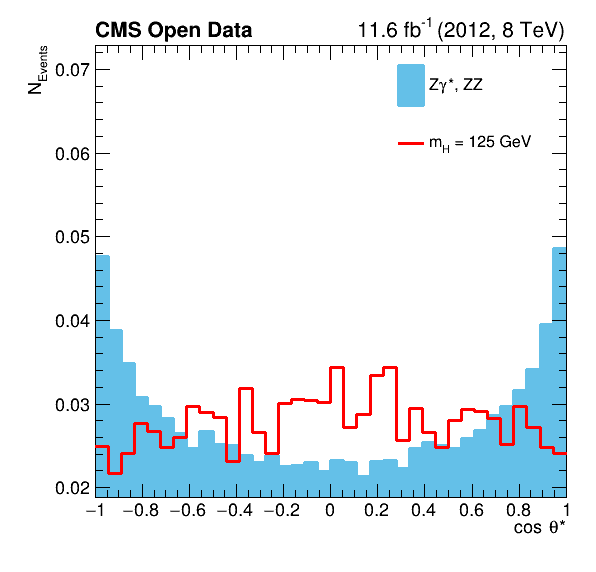 CMS Open Data 11.6 fb-1 (2012, 8 TeV)
NEvents
Zγ*, ZZ
mH = 125 GeV
0.07
0.06
0.05
0.04
0.03
0.02
−1 −0.8 −0.6 −0.4 −0.2 0 0.2 0.4 0.6 0.8 1
cos θ*